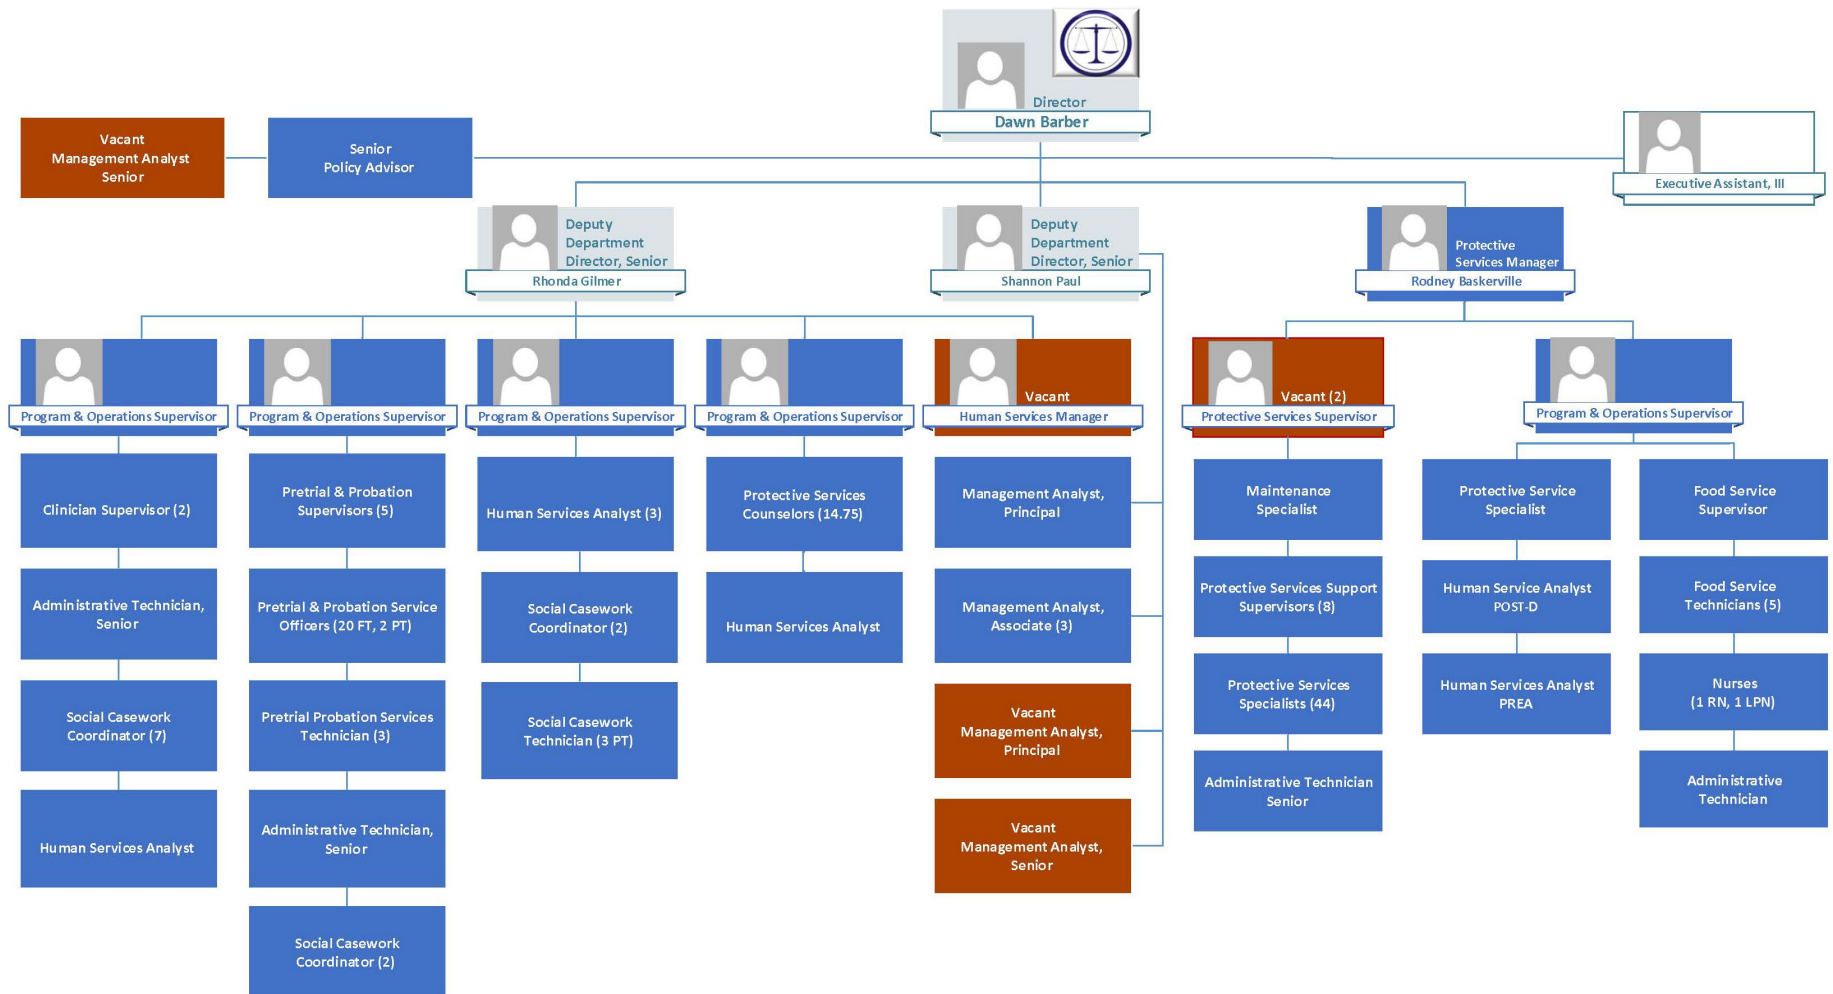 Director
Dawn Barber
Vacant
Management Analyst
Senior
Senior
Policy Advisor
Executive Assistant, III
Deputy
Department
Director, Senior
Rhonda Gilmer
Deputy
Department
Director, Senior
Shannon Paul
Protective
Services Manager
Rodney Baskerville
Program & Operations Supervisor
Program & Operations Supervisor
Program & Operations Supervisor
Program & Operations Supervisor
Vacant
Human Services Manager
Vacant (2)
Protective Services Supervisor
Program & Operations Supervisor
Clinician Supervisor (2)
Administrative Technician,
Senior
Social Casework
Coordinator (7)
Human Services Analyst
Pretrial & Probation
Supervisors (5)
Pretrial & Probation Service
Officers (20 FT, 2 PT)
Pretrial Probation Services
Technician (3)
Administrative Technician,
Senior
Social Casework
Coordinator (2)
Human Services Analyst (3)
Social Casework
Coordinator (2)
Social Casework
Technician (3 PT)
Protective Services
Counselors (14.75)
Human Services Analyst
Management Analyst,
Principal
Management Analyst,
Associate (3)
Vacant
Management Analyst,
Principal
Vacant
Management Analyst,
Senior
Maintenance
Specialist
Protective Services Support
Supervisors (8)
Protective Services
Specialists (44)
Administrative Technician
Senior
Protective Service
Specialist
Human Service Analyst
POST-D
Human Services Analyst
PREA
Food Service
Supervisor
Food Service
Technicians (5)
Nurses
(1 RN, 1 LPN)
Administrative
Technician